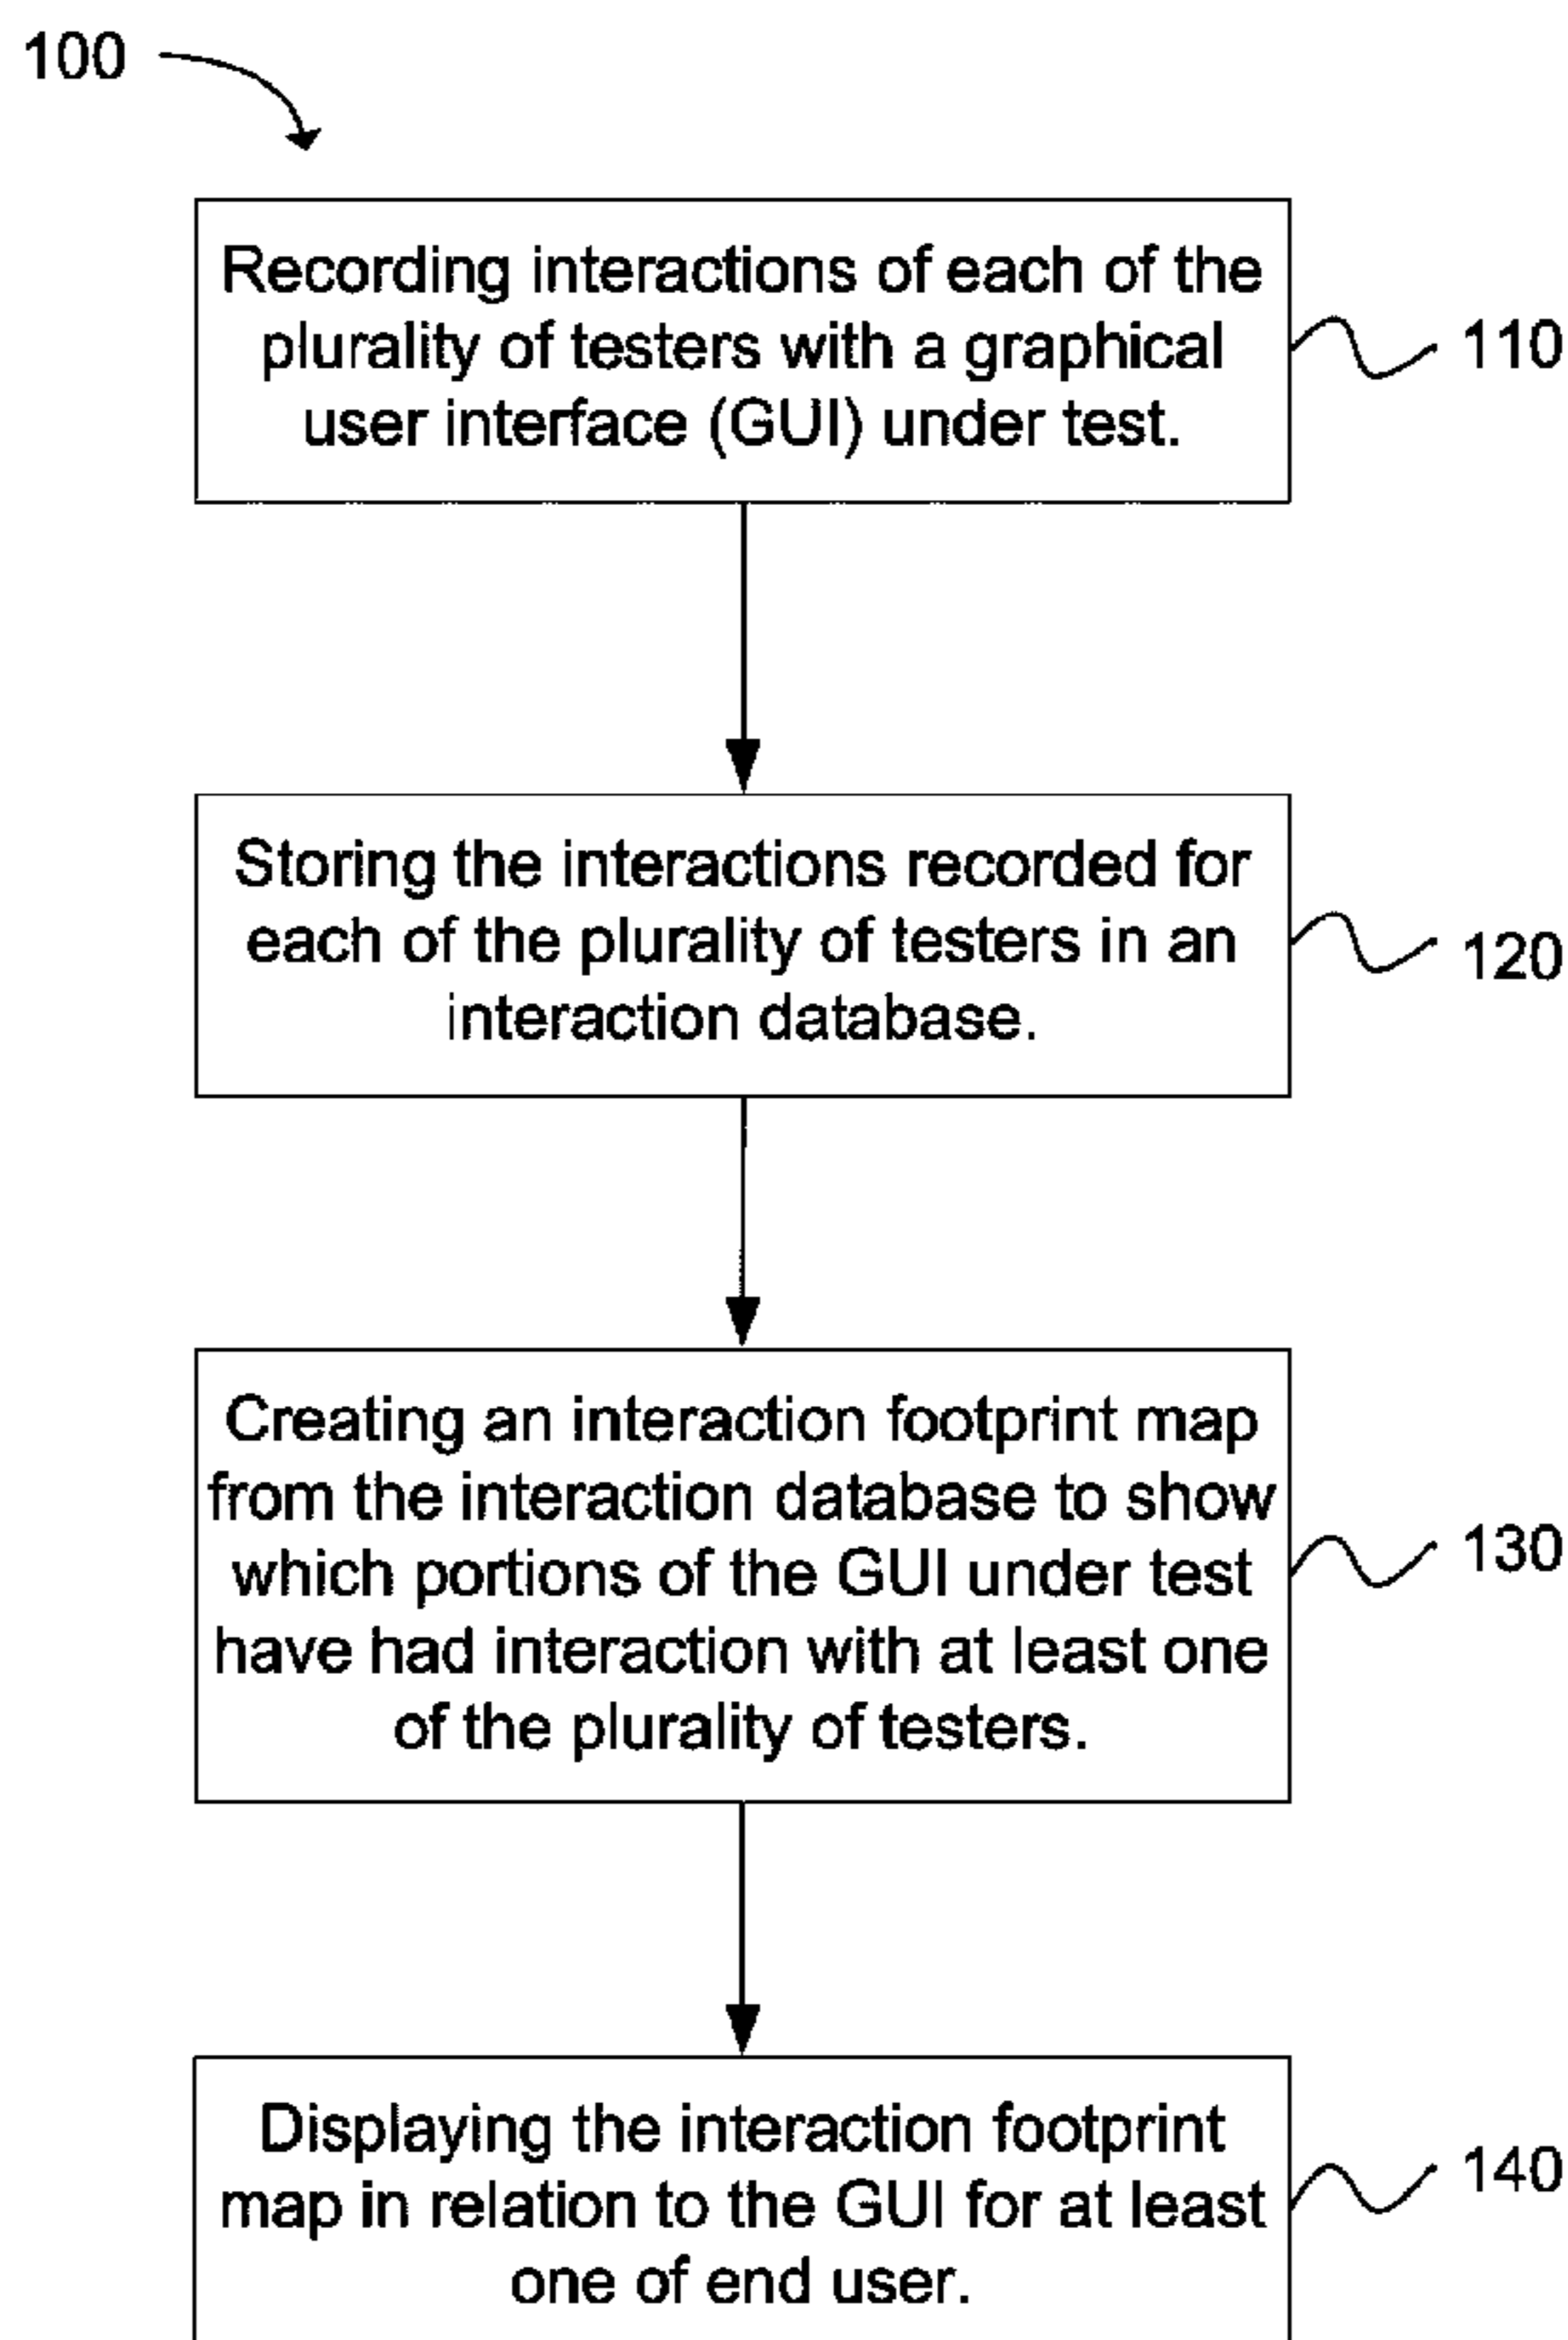 100
Recording interactions of each of the
plurality of testers with a graphical
user interface (GUI) under test.
110
Storing the interactions recorded for
each of the plurality of testers in an
interaction database.
120
Creating an interaction footprint map
from the interaction database to show
which portions of the GUI under test
have had interaction with at least one
of the plurality of testers.
130
Displaying the interaction footprint
map in relation to the GUI for at least
one of end user.
140